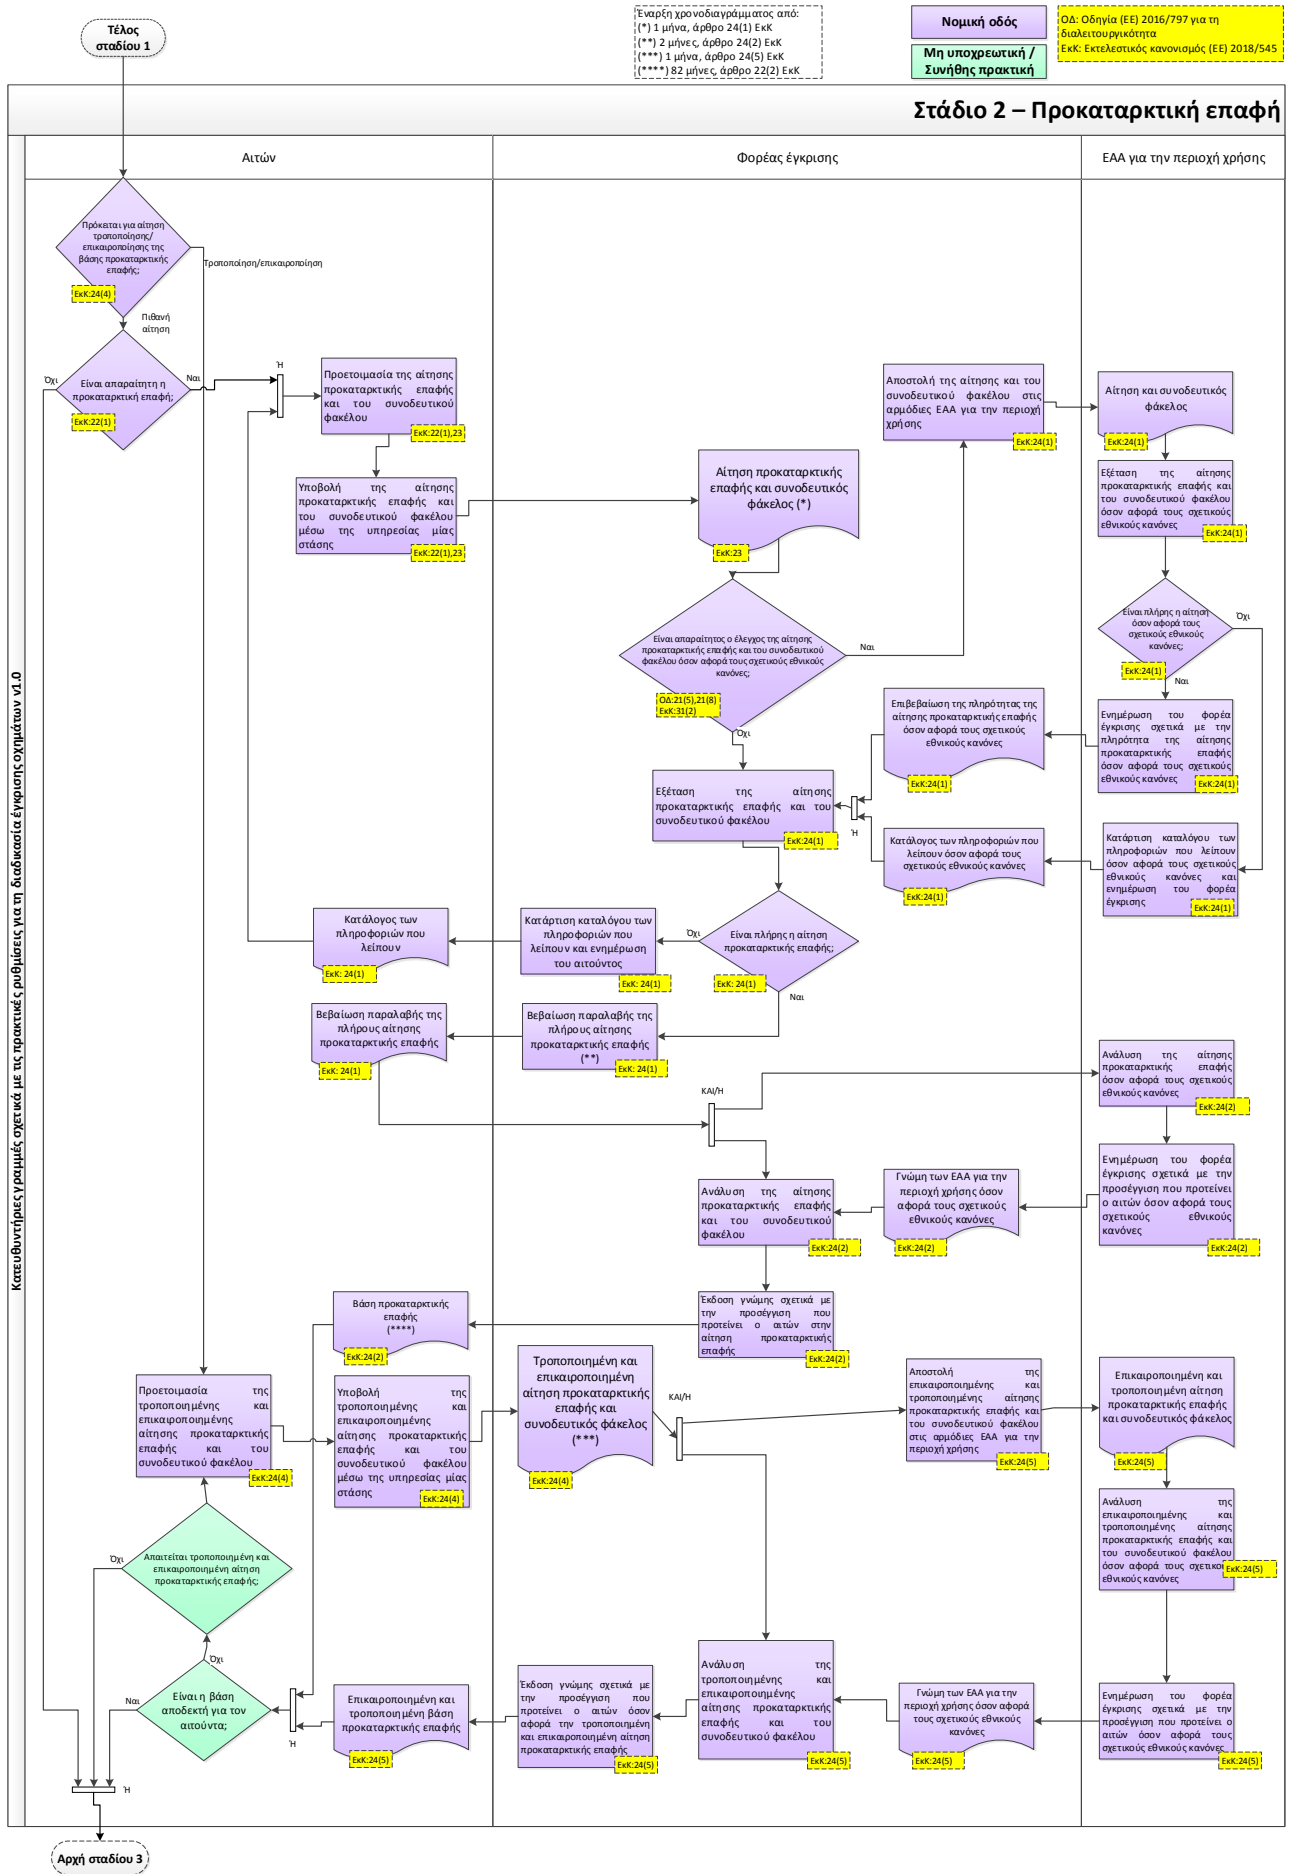 Τέλος
σταδίου 1
Έναρξη χρονοδιαγράμματος από:
(*) 1 μήνα, άρθρο 24(1) ΕκΚ
(**) 2 μήνες, άρθρο 24(2) ΕκΚ
(***) 1 μήνα, άρθρο 24(5) ΕκΚ
(****) 82 μήνες, άρθρο 22(2) ΕκΚ
Νομική οδός
Μη υποχρεωτική /
Συνήθης πρακτική
ΟΔ: Οδηγία (ΕΕ) 2016/797 για τη
διαλειτουργικότητα
ΕκΚ: Εκτελεστικός κανονισμός (ΕΕ) 2018/545
Στάδιο 2 – Προκαταρκτική επαφή
Κατευθυντήριες γραμμές σχετικά με τις πρακτικές ρυθμίσεις για τη διαδικασία έγκρισης οχημάτων v1.0
Αιτών
Φορέας έγκρισης
ΕΑΑ για την περιοχή χρήσης
Πρόκειται για αίτηση
τροποποίησης/
επικαιροποίησης της
βάσης προκαταρκτικής
επαφής;
ΕκΚ:24(4)
Τροποποίηση/επικαιροποίηση
Πιθανή
αίτηση
Είναι απαραίτητη η
προκαταρκτική επαφή;
ΕκΚ:22(1)
Όχι
Ναι
Ή
Προετοιμασία της αίτησης
προκαταρκτικής επαφής
και του συνοδευτικού
φακέλου
ΕκΚ:22(1),23
Υποβολή της αίτησης
προκαταρκτικής επαφής και
του συνοδευτικού φακέλου
μέσω της υπηρεσίας μίας
στάσης
ΕκΚ:22(1),23
Αίτηση προκαταρκτικής
επαφής και συνοδευτικός
φάκελος (*)
ΕκΚ:23
Αποστολή της αίτησης και του
συνοδευτικού φακέλου στις
αρμόδιες ΕΑΑ για την περιοχή
χρήσης
ΕκΚ:24(1)
Αίτηση και συνοδευτικός
φάκελος
ΕκΚ:24(1)
Εξέταση της αίτησης
προκαταρκτικής επαφής και
του συνοδευτικού φακέλου
όσον αφορά τους σχετικούς
εθνικούς κανόνες
ΕκΚ:24(1)
Είναι απαραίτητος ο έλεγχος της αίτησης
προκαταρκτικής επαφής και του συνοδευτικού
φακέλου όσον αφορά τους σχετικούς εθνικούς
κανόνες;
ΟΔ:21(5),21(8)
ΕκΚ:31(2)
Ναι
Όχι
Είναι πλήρης η αίτηση
όσον αφορά τους
σχετικούς εθνικούς
κανόνες;
ΕκΚ:24(1)
Όχι
Ναι
Επιβεβαίωση της πληρότητας της
αίτησης προκαταρκτικής επαφής
όσον αφορά τους σχετικούς
εθνικούς κανόνες
ΕκΚ:24(1)
Ενημέρωση του φορέα
έγκρισης σχετικά με την
πληρότητα της αίτησης
προκαταρκτικής επαφής
όσον αφορά τους σχετικούς
εθνικούς κανόνες
ΕκΚ:24(1)
Εξέταση της αίτησης
προκαταρκτικής επαφής και του
συνοδευτικού φακέλου
ΕκΚ:24(1)
Ή
Κατάλογος των πληροφοριών που
λείπουν όσον αφορά τους
σχετικούς εθνικούς κανόνες
ΕκΚ:24(1)
Κατάρτιση καταλόγου των
πληροφοριών που λείπουν
όσον αφορά τους σχετικούς
εθνικούς κανόνες και
ενημέρωση του φορέα
έγκρισης
ΕκΚ:24(1)
Κατάλογος των
πληροφοριών που
λείπουν
ΕκΚ: 24(1)
Κατάρτιση καταλόγου των
πληροφοριών που
λείπουν και ενημέρωση
του αιτούντος
ΕκΚ: 24(1)
Όχι
Είναι πλήρης η αίτηση
προκαταρκτικής επαφής;
ΕκΚ: 24(1)
Ναι
Βεβαίωση παραλαβής της
πλήρους αίτησης
προκαταρκτικής επαφής
ΕκΚ: 24(1)
Βεβαίωση παραλαβής της
πλήρους αίτησης
προκαταρκτικής επαφής
(**)
ΕκΚ: 24(1)
ΚΑΙ/Η
Ανάλυση της αίτησης
προκαταρκτικής επαφής
όσον αφορά τους σχετικούς
εθνικούς κανόνες
ΕκΚ:24(2)
Ανάλυση της αίτησης
προκαταρκτικής επαφής
και του συνοδευτικού
φακέλου
ΕκΚ:24(2)
Γνώμη των ΕΑΑ για την
περιοχή χρήσης όσον
αφορά τους σχετικούς
εθνικούς κανόνες
ΕκΚ:24(2)
Ενημέρωση του φορέα
έγκρισης σχετικά με την
προσέγγιση που προτείνει
ο αιτών όσον αφορά τους
σχετικούς εθνικούς
κανόνες
ΕκΚ:24(2)
Βάση προκαταρκτικής
επαφής
(****)
ΕκΚ:24(2)
Έκδοση γνώμης σχετικά με
την προσέγγιση που
προτείνει ο αιτών στην
αίτηση προκαταρκτικής
επαφής
ΕκΚ:24(2)
Προετοιμασία της
τροποποιημένης και
επικαιροποιημένης
αίτησης προκαταρκτικής
επαφής και του
συνοδευτικού φακέλου
ΕκΚ:24(4)
Υποβολή της
τροποποιημένης και
επικαιροποιημένης
αίτησης προκαταρκτικής
επαφής και του
συνοδευτικού φακέλου
μέσω της υπηρεσίας μίας
στάσης
ΕκΚ:24(4)
Τροποποιημένη και
επικαιροποιημένη
αίτηση προκαταρκτικής
επαφής και
συνοδευτικός φάκελος
(***)
ΕκΚ:24(4)
ΚΑΙ/Η
Αποστολή της
επικαιροποιημένης και
τροποποιημένης αίτησης
προκαταρκτικής επαφής και
του συνοδευτικού φακέλου
στις αρμόδιες ΕΑΑ για την
περιοχή χρήσης
ΕκΚ:24(5)
Επικαιροποιημένη και
τροποποιημένη αίτηση
προκαταρκτικής επαφής
και συνοδευτικός φάκελος
ΕκΚ:24(5)
Ανάλυση της
επικαιροποιημένης και
τροποποιημένης αίτησης
προκαταρκτικής επαφής και
του συνοδευτικού φακέλου
όσον αφορά τους σχετικούς
εθνικούς κανόνες
ΕκΚ:24(5)
Απαιτείται τροποποιημένη και
επικαιροποιημένη αίτηση
προκαταρκτικής επαφής;
Όχι
Όχι
Είναι η βάση
αποδεκτή για τον
αιτούντα;
Ναι
Ή
Επικαιροποιημένη και
τροποποιημένη βάση
προκαταρκτικής επαφής
ΕκΚ:24(5)
Έκδοση γνώμης σχετικά με
την προσέγγιση που
προτείνει ο αιτών όσον
αφορά την τροποποιημένη
και επικαιροποιημένη αίτηση
προκαταρκτικής επαφής
ΕκΚ:24(5)
Ανάλυση της
τροποποιημένης και
επικαιροποιημένης
αίτησης προκαταρκτικής
επαφής και του
συνοδευτικού φακέλου
ΕκΚ:24(5)
Γνώμη των ΕΑΑ για την
περιοχή χρήσης όσον αφορά
τους σχετικούς εθνικούς
κανόνες
ΕκΚ:24(5)
Ενημέρωση του φορέα
έγκρισης σχετικά με την
προσέγγιση που προτείνει ο
αιτών όσον αφορά τους
σχετικούς εθνικούς κανόνες
ΕκΚ:24(5)
Ή
Αρχή σταδίου 3